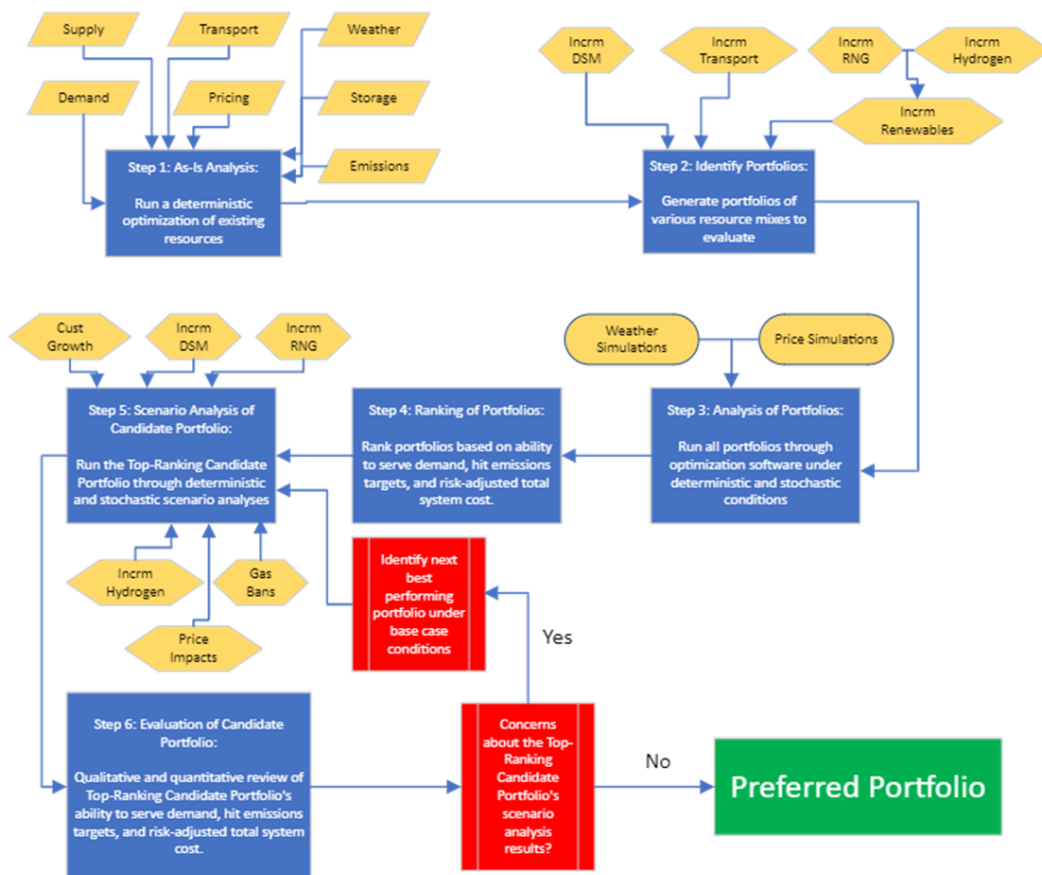 Supply
Transport
Weather
Demand
Pricing
Storage
Emissions
Step 1: As-Is Analysis:
Run a deterministic
optimization of existing
resources
Incrm
DSM
Incrm
Transport
Incrm
RNG
Incrm
Hydrogen
Incrm
Renewables
Step 2: Identify Portfolios:
Generate portfolios of
various resource mixes to
evaluate
Weather
Simulations
Price Simulations
Step 3: Analysis of Portfolios:
Run all portfolios through
optimization software under
deterministic and stochastic
conditions
Step 4: Ranking of Portfolios:
Rank portfolios based on ability
to serve demand, hit emissions
targets, and risk-adjusted total
system cost.
Cust
Growth
Incrm
DSM
Incrm
RNG
Step 5: Scenario Analysis of
Candidate Portfolio:
Run the Top-Ranking Candidate
Portfolio through deterministic
and stochastic scenario analyses
Incrm
Hydrogen
Gas
Bans
Price
Impacts
Identify next
best
performing
portfolio under
base case
conditions
Yes
Step 6: Evaluation of Candidate
Portfolio:
Qualitative and quantitative review of
Top-Ranking Candidate Portfolio's
ability to serve demand, hit emissions
targets, and risk-adjusted total system
cost.
Concerns
about the Top-
Ranking
Candidate
Portfolio's
scenario
analysis
results?
No
Preferred Portfolio